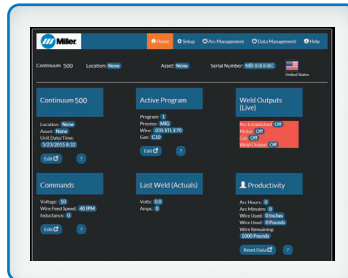 Miller.
Home Setup Arc Management Data Management Help
Continuum 500 Location: None Asset: None Serial Number:
United States
Continuum 500
Location: None
Asset: None
Unit Date/Time:
3/23/2015 8:53
Edit ?
Active Program
Program: 1
Process: MIG
Wire: .035 STL E70
Gas: C10
Edit ?
Weld Outputs
(Live)
Arc Established: Off
Motor: Off
Gas: Off
Weld Output: Off
Commands
Voltage: 10
Wire Feed Speed: 40 IPM
Inductance: 0
Edit ?
Last Weld (Actuals)
Volts: 0.0
Amps: 0
Productivity
Arc Hours: 0
Arc Minutes: 0
Wire Used: 0 Inches
Wire Used: 0 Pounds
Wire Remaining:
1000 Pounds
Reset Data ?